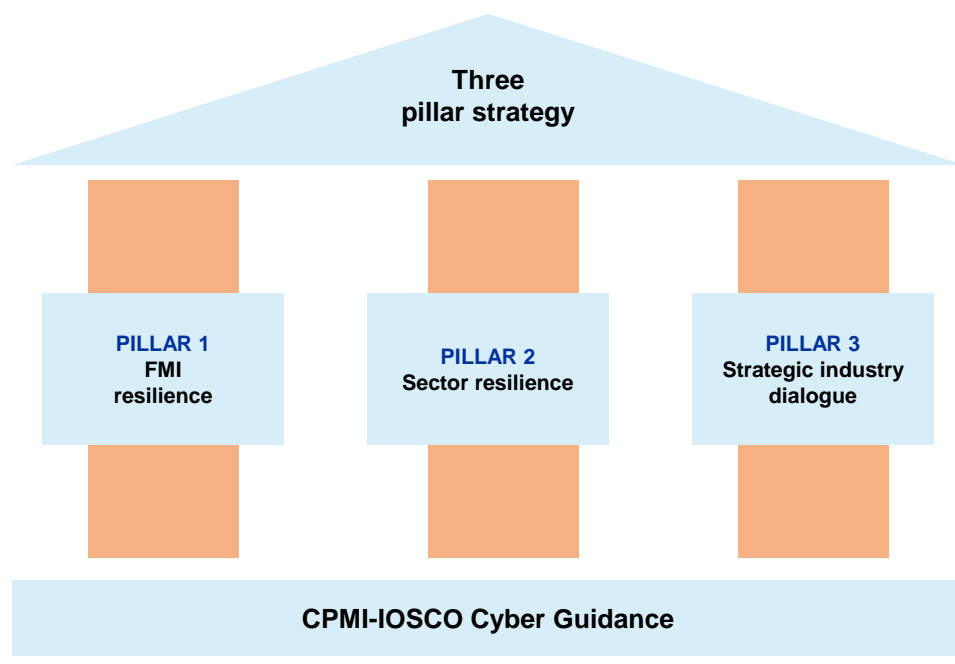 Three
pillar strategy
PILLAR 1
FMI
resilience
PILLAR 2
Sector resilience
PILLAR 3
Strategic industry
dialogue
CPMI-IOSCO Cyber Guidance